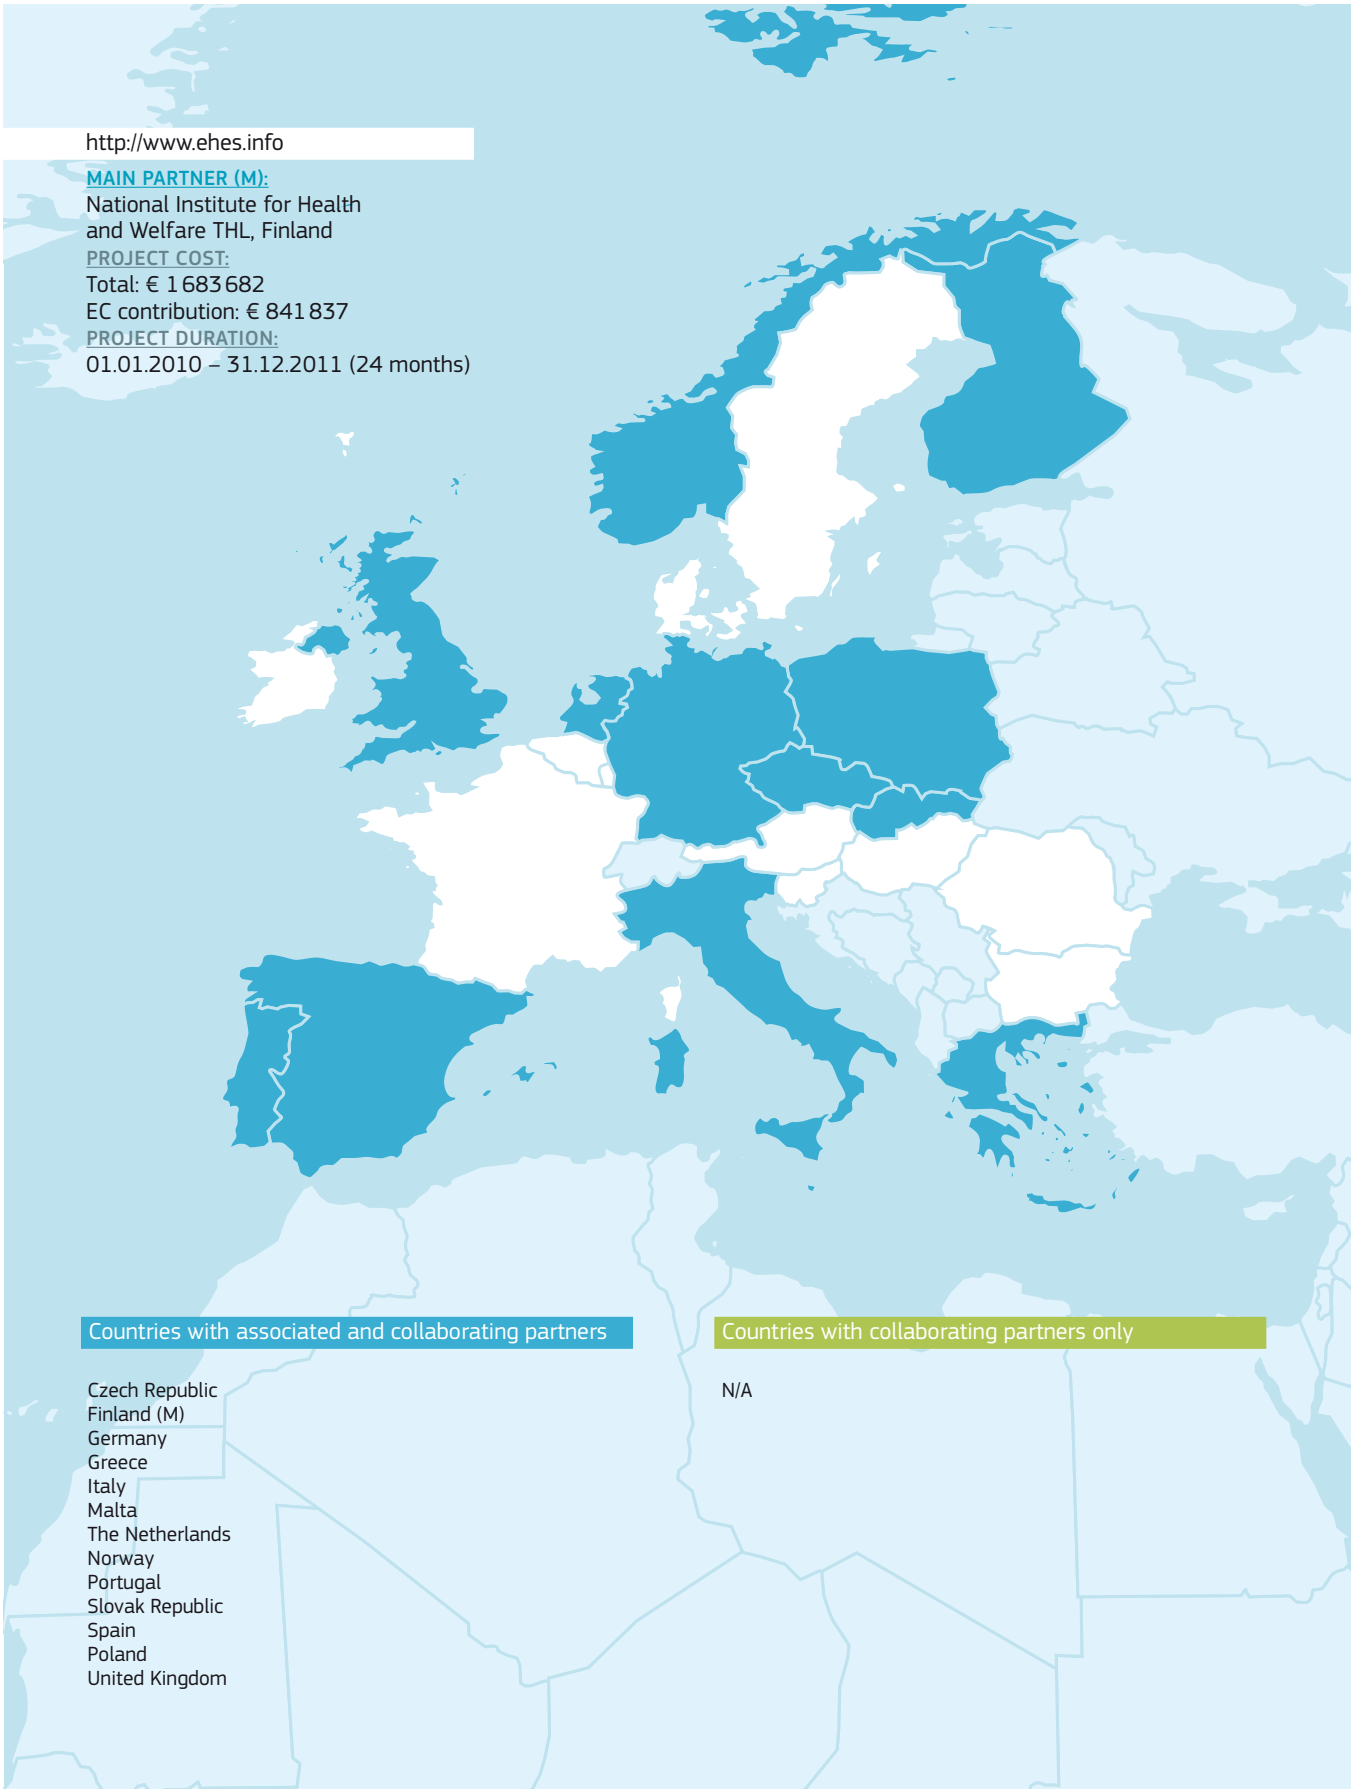 http://www.ehes.info
MAIN PARTNER (M):
National Institute for Health
and Welfare THL, Finland
PROJECT COST:
Total: € 1 683 682
EC contribution: € 841 837
PROJECT DURATION:
01.01.2010 – 31.12.2011 (24 months)
Countries with associated and collaborating partners
Czech Republic
Finland (M)
Germany
Greece
Italy
Malta
The Netherlands
Norway
Portugal
Slovak Republic
Spain
Poland
United Kingdom
Countries with collaborating partners only
N/A